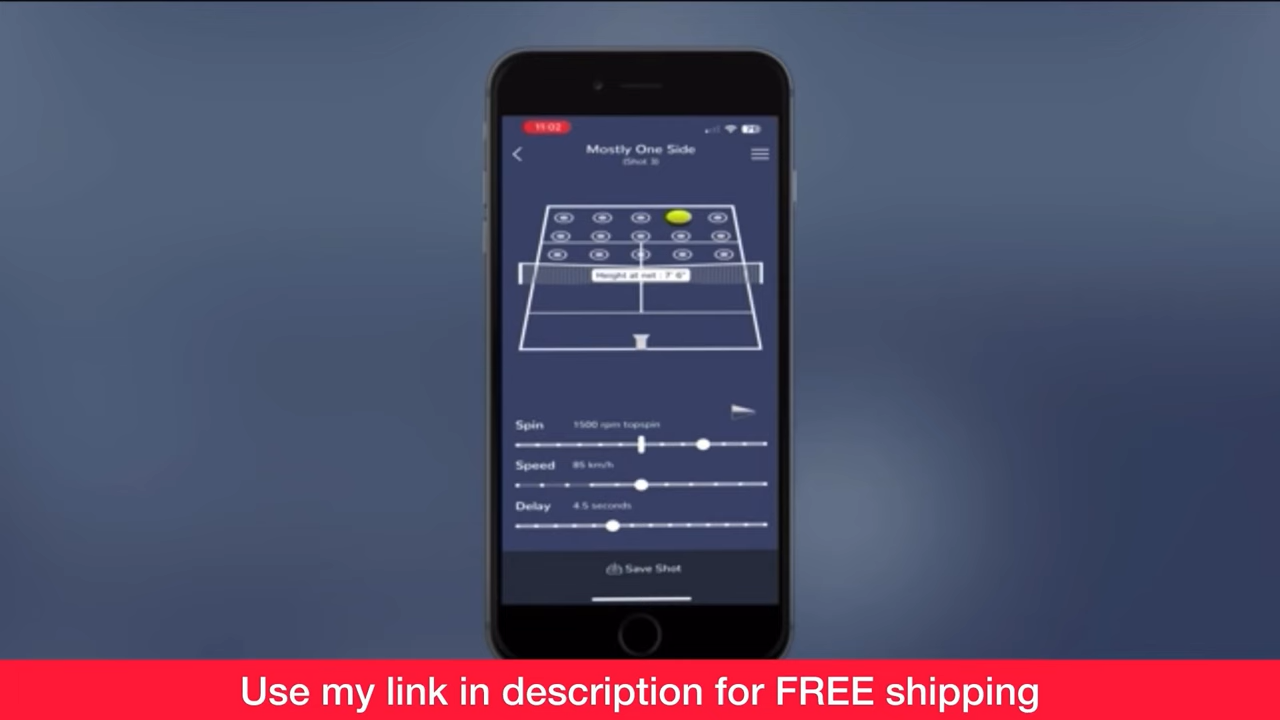 11:02
Mostly One Side
(Shot 3)
Height at net : 7' 6"
Spin 1500 rpm topspin
Speed 85 km/h
Delay 4.5 seconds
Save Shot
Use my link in description for FREE shipping